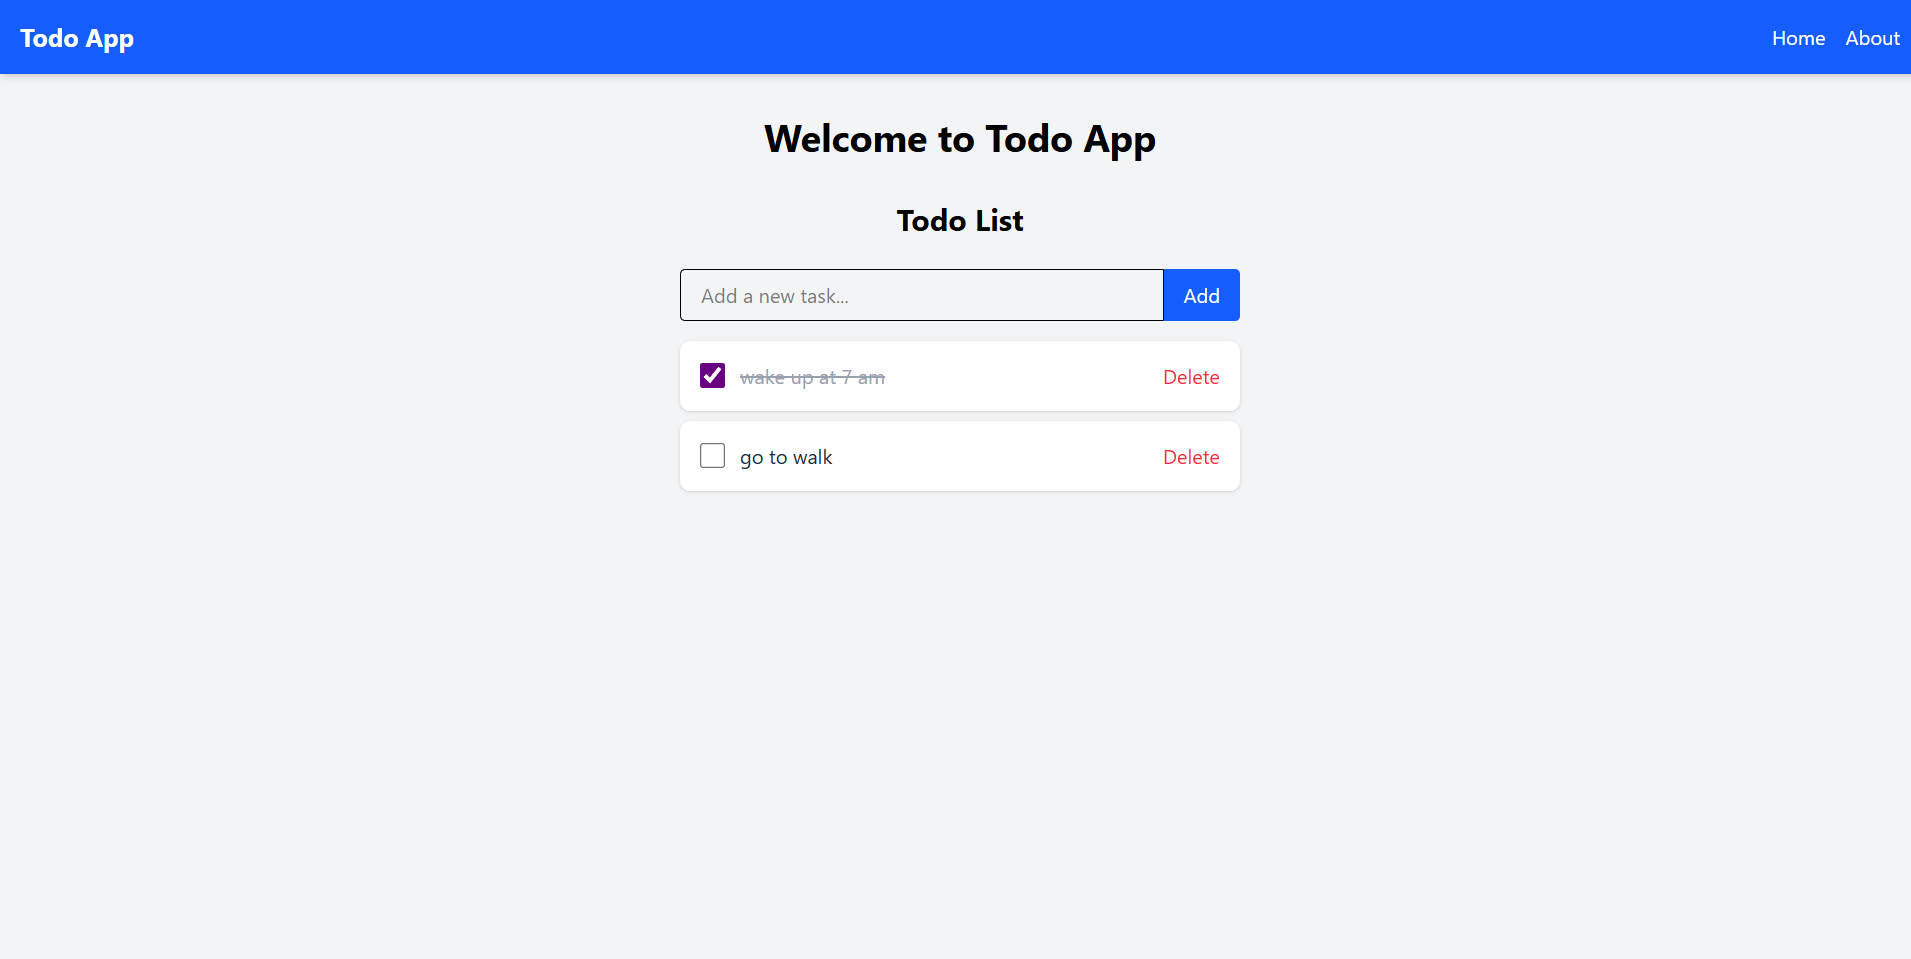 Todo App
Home About
Welcome to Todo App
Todo List
Add a new task...
Add
wake up at 7 am
Delete
go to walk
Delete